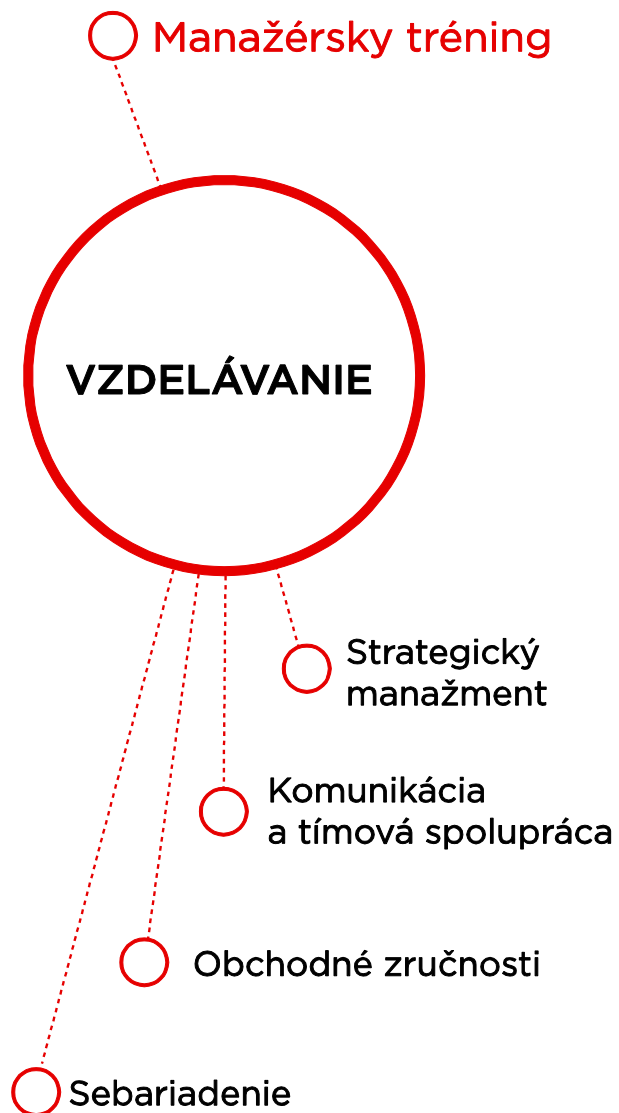 Manažérsky tréning
VZDELÁVANIE
Strategický
manažment
Komunikácia
a tímová spolupráca
Obchodné zručnosti
Sebariadenie